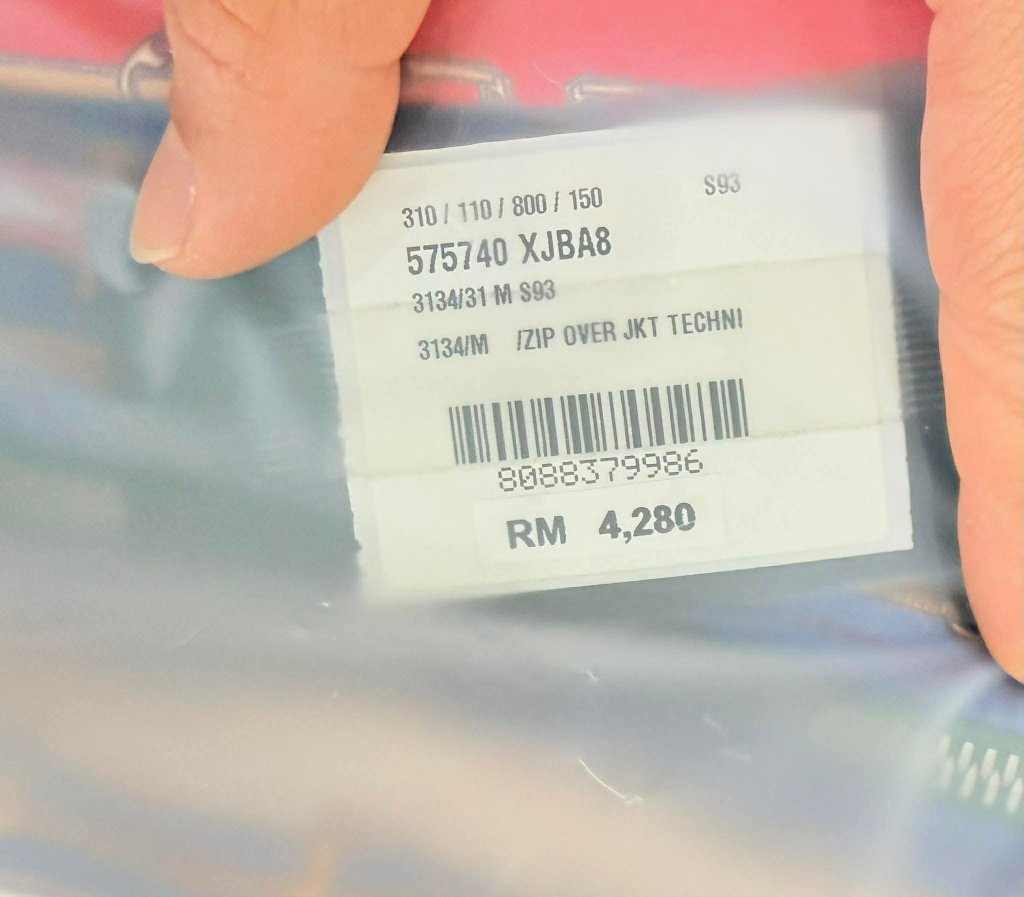 310 / 110 / 800 / 150 S93
575740 XJBA8
3134/31 M S93
3134/M /ZIP OVER JKT TECHNI
8088379986
RM 4,280